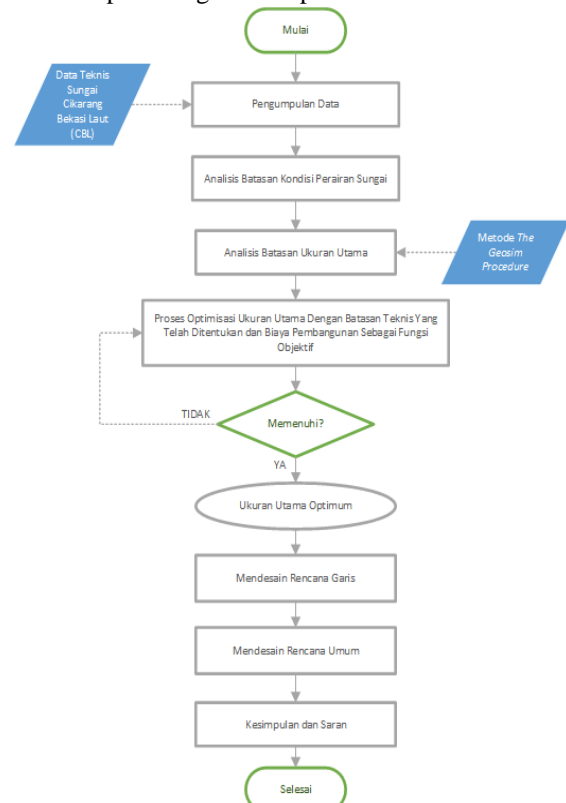 Mulai
Data Teknis
Sungai
Cikarang
Bekasi Laut
(CBL)
Pengumpulan Data
Analisis Batasan Kondisi Perairan Sungai
Analisis Batasan Ukuran Utama
Metode The
Geosim
Procedure
Proses Optimisasi Ukuran Utama Dengan Batasan Teknis Yang
Telah Ditentukan dan Biaya Pembangunan Sebagai Fungsi
Objektif
TIDAK
Memenuhi?
YA
Ukuran Utama Optimum
Mendesain Rencana Garis
Mendesain Rencana Umum
Kesimpulan dan Saran
Selesai